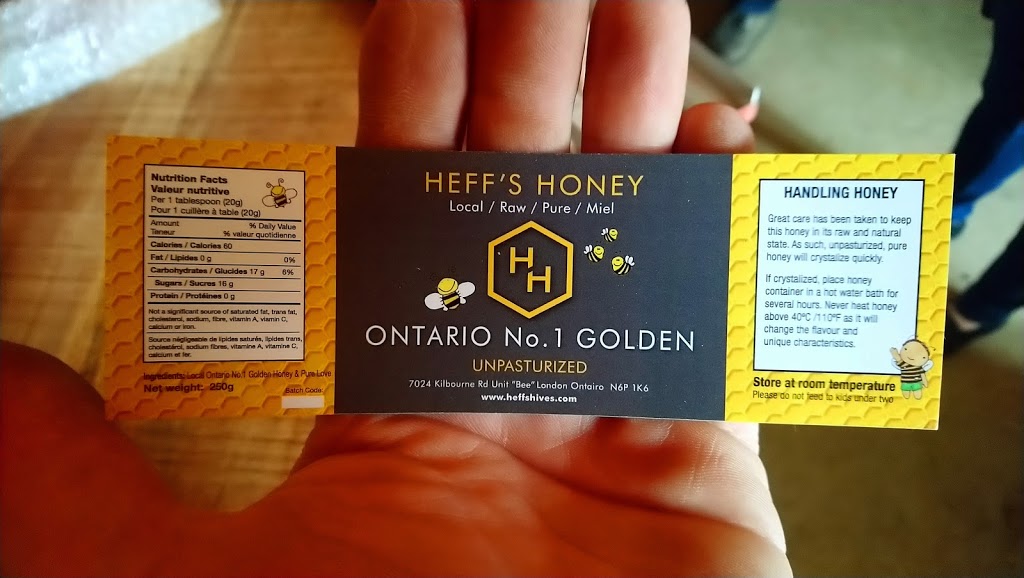 Nutrition Facts
Valeur nutritive
Per 1 tablespoon (20g)
Pour 1 cuillère à table (20g)
Amount % Daily Value
Teneur % valeur quotidienne
Calories / Calories 60
Fat / Lipides 0 g 0%
Carbohydrates / Glucides 17 g 6%
Sugars / Sucres 16 g
Protein / Protéines 0 g
Not a significant source of saturated fat, trans fat,
cholesterol, sodium, fibre, vitamin A, viamin C,
calcium or iron.
Source négligeable de lipides saturés, lipides trans,
cholestérol, sodium fibres, vitamine A, vitamine C,
calcium et fer.
Ingredients: Local Ontario No.1 Golden Honey & Pure Love
Net weight: 250g
Batch Code:
HEFF'S HONEY
Local / Raw / Pure / Miel
HH
ONTARIO No.1 GOLDEN
UNPASTURIZED
7024 Kilbourne Rd Unit "Bee" London Ontairo N6P 1K6
www.heffshives.com
HANDLING HONEY
Great care has been taken to keep
this honey in its raw and natural
state. As such, unpasturizd, pure
honey will crystalize quickly.
If crystalized, place honey
container in a hot water bath for
several hours. Never heat honey
above 40ºC /110ºF as it will
change the flavour and
unique characteristics.
Store at room temperature
Please do not feed to kids under two